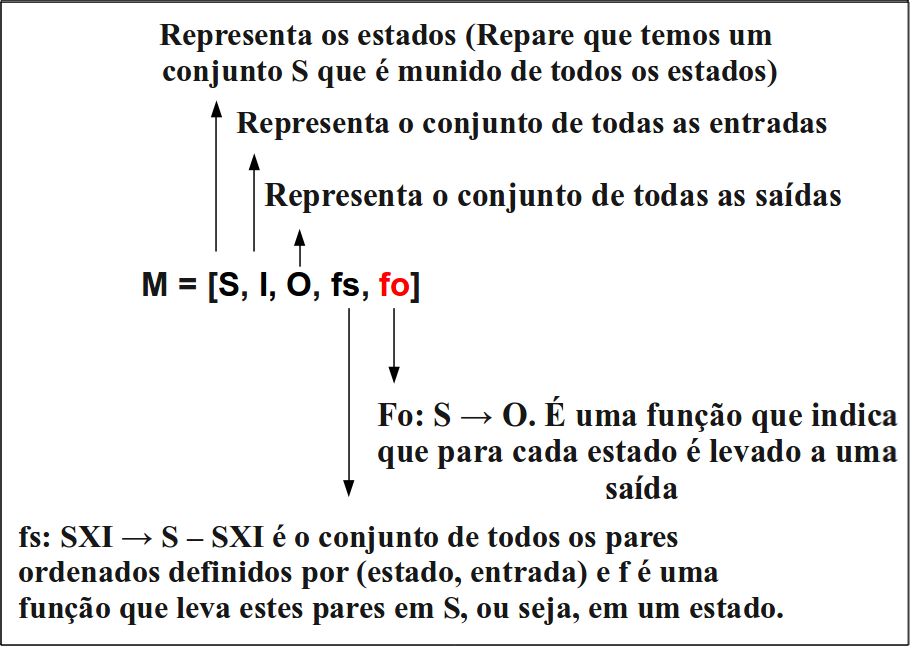 Representa os estados (Repare que temos um
conjunto S que é munido de todos os estados)
Representa o conjunto de todas as entradas
Representa o conjunto de todas as saídas
M = [S, I, O, fs, fo]
Fo: S → O. É uma função que indica
que para cada estado é levado a uma
saída
fs: SXI → S – SXI é o conjunto de todos os pares
ordenados definidos por (estado, entrada) e f é uma
função que leva estes pares em S, ou seja, em um estado.